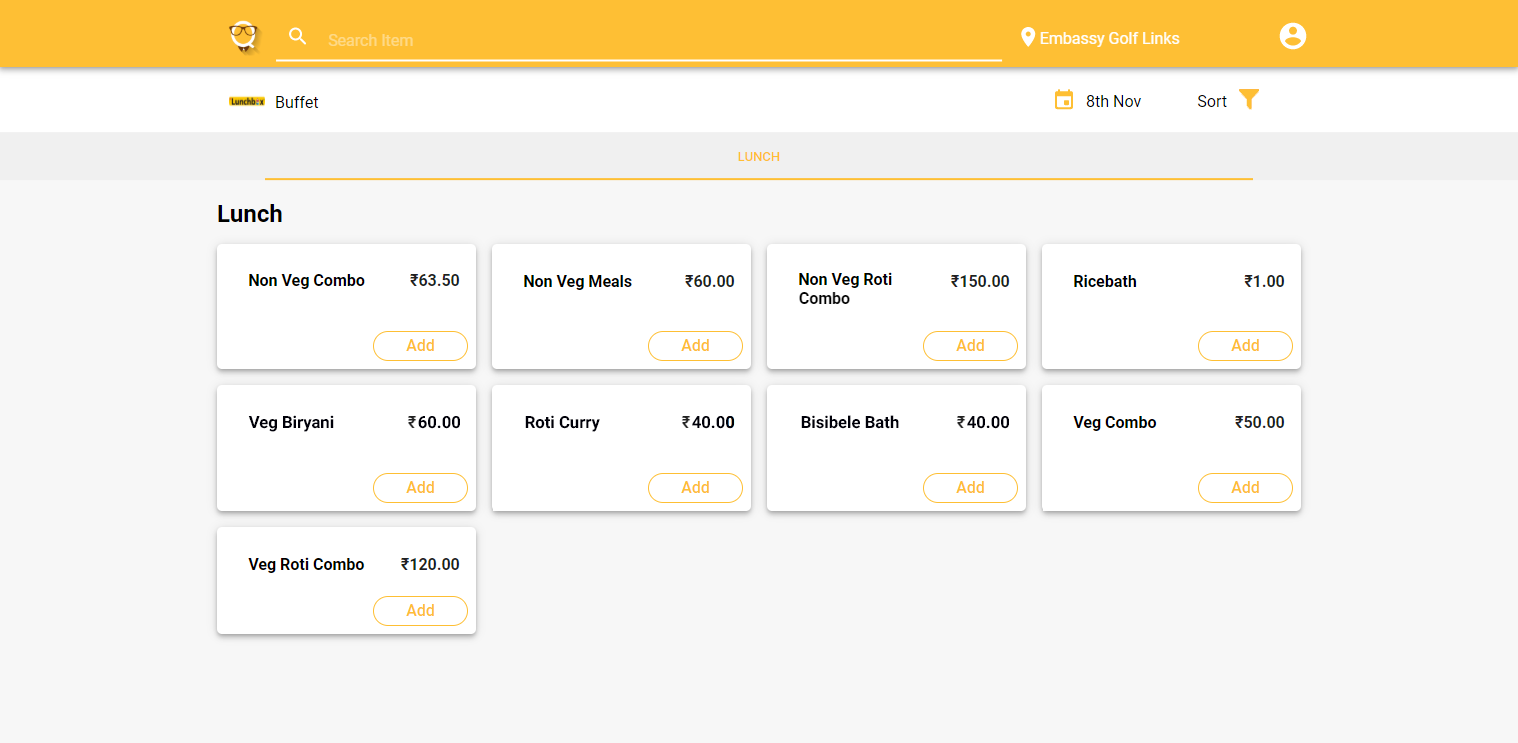 Search Item
Embassy Golf Links
Lunchbox Buffet
8th Nov
Sort
LUNCH
Lunch
Non Veg Combo ₹63.50
Add
Non Veg Meals ₹60.00
Add
Non Veg Roti
Combo
₹150.00
Add
Ricebath ₹1.00
Add
Veg Biryani ₹60.00
Add
Roti Curry ₹40.00
Add
Bisibele Bath ₹40.00
Add
Veg Combo ₹50.00
Add
Veg Roti Combo ₹120.00
Add